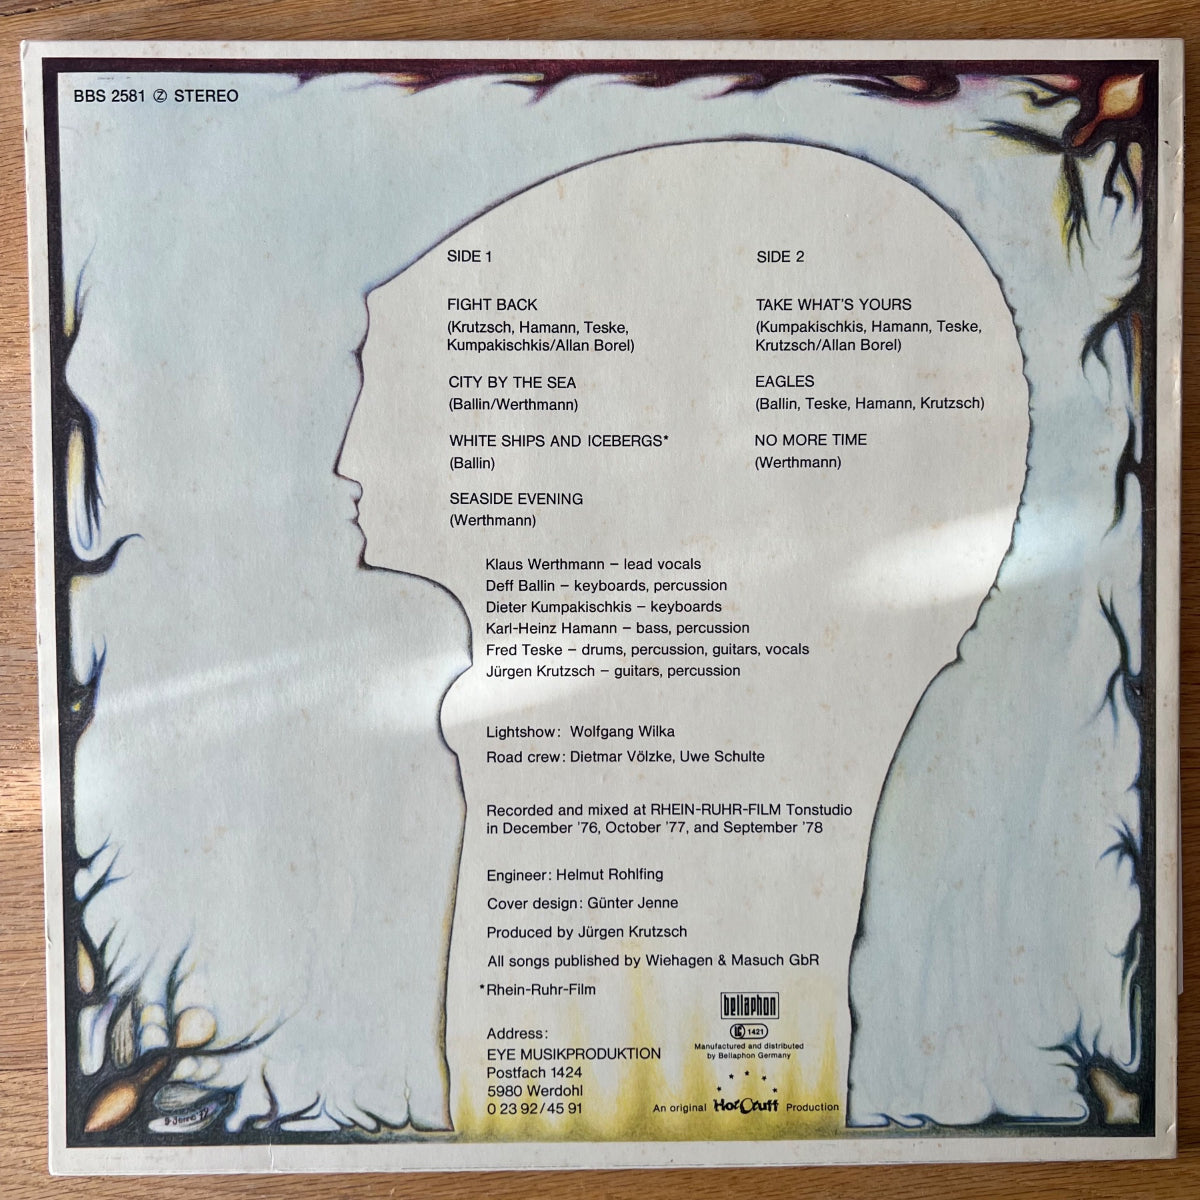 BBS 2581 Ⓩ STEREO
SIDE 1
FIGHT BACK
(Krutzsch, Hamann, Teske,
Kumpakischkis/Allan Borel)
CITY BY THE SEA
(Ballin/Werthmann)
WHITE SHIPS AND ICEBERGS*
(Ballin)
SEASIDE EVENING
(Werthmann)
SIDE 2
TAKE WHAT'S YOURS
(Kumpakischkis, Hamann, Teske,
Krutzsch/Allan Borel)
EAGLES
(Ballin, Teske, Hamann, Krutzsch)
NO MORE TIME
(Werthmann)
Klaus Werthmann – lead vocals
Deff Ballin – keyboards, percussion
Dieter Kumpakischkis – keyboards
Karl-Heinz Hamann – bass, percussion
Fred Teske – drums, percussion, guitars, vocals
Jürgen Krutzsch – guitars, percussion
Lightshow: Wolfgang Wilka
Road crew: Dietmar Völzke, Uwe Schulte
Recorded and mixed at RHEIN-RUHR-FILM Tonstudio
in December '76, October '77, and September '78
Engineer: Helmut Rohlfing
Cover design: Günter Jenne
Produced by Jürgen Krutzsch
All songs published by Wiehagen & Masuch GbR
*Rhein-Ruhr-Film
Address:
EYE MUSIKPRODUKTION
Postfach 1424
5980 Werdohl
0 23 92/45 91
bellaphon
LC 1421
Manufactured and distributed
by Bellaphon Germany
An original Hot Stuff Production